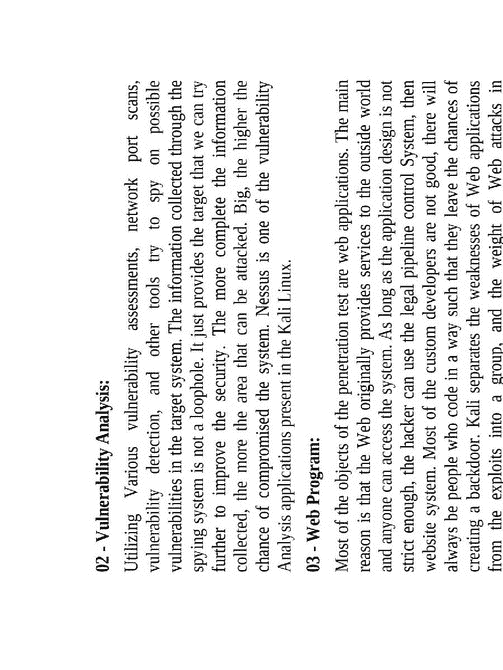 02 - Vulnerability Analysis:
Utilizing Various vulnerability assessments, network port scans,
vulnerability detection, and other tools try to spy on possible
vulnerabilities in the target system. The information collected through the
spying system is not a loophole. It just provides the target that we can try
further to improve the security. The more complete the information
collected, the more the area that can be attacked. Big, the higher the
chance of compromised the system. Nessus is one of the vulnerability
Analysis applications present in the Kali Linux.
03 - Web Program:
Most of the objects of the penetration test are web applications. The main
reason is that the Web originally provides services to the outside world
and anyone can access the system. As long as the application design is not
strict enough, the hacker can use the legal pipeline control System, then
website system. Most of the custom developers are not good, there will
always be people who code in a way such that they leave the chances of
creating a backdoor. Kali separates the weaknesses of Web applications
from the exploits into a group, and the weight of Web attacks in